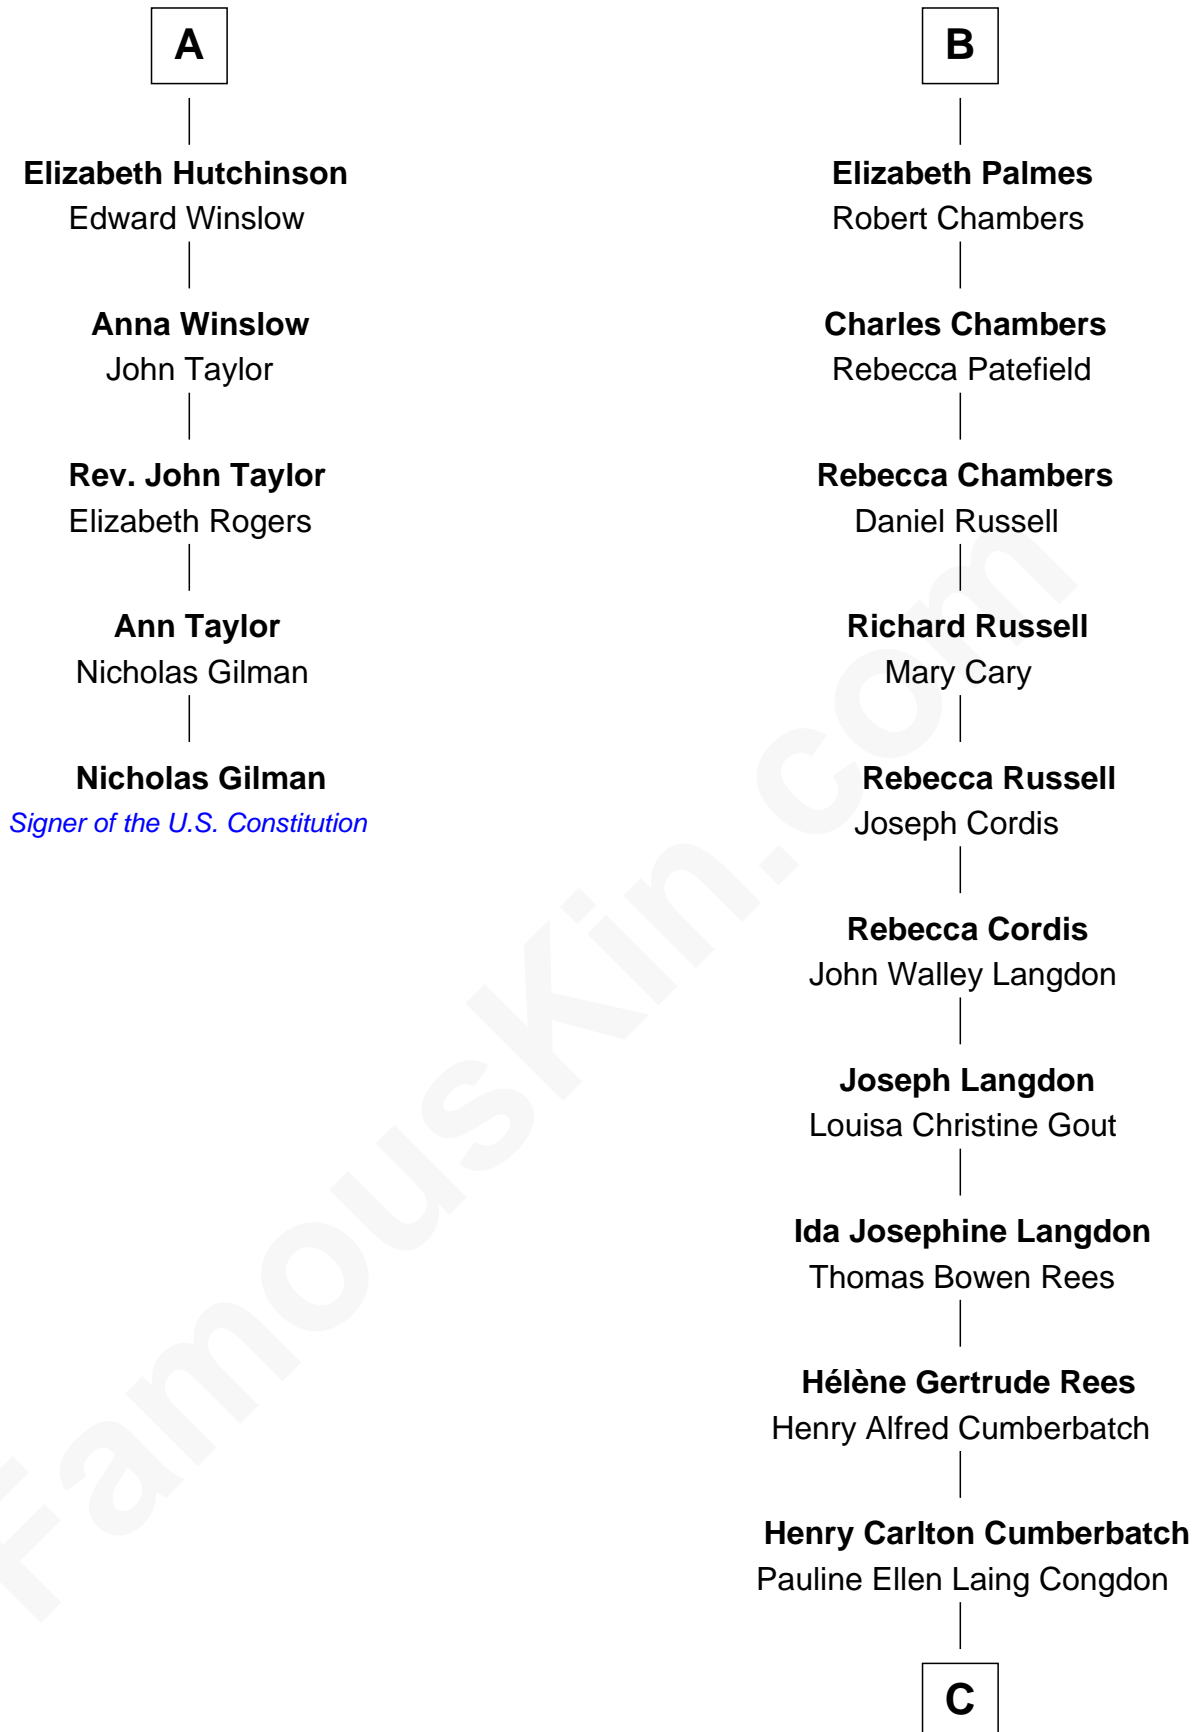 A
Elizabeth Hutchinson
Edward Winslow
Anna Winslow
John Taylor
Rev. John Taylor
Elizabeth Rogers
Ann Taylor
Nicholas Gilman
Nicholas Gilman
Signer of the U.S. Constitution
B
Elizabeth Palmes
Robert Chambers
Charles Chambers
Rebecca Patefield
Rebecca Chambers
Daniel Russell
Richard Russell
Mary Cary
Rebecca Russell
Joseph Cordis
Rebecca Cordis
John Walley Langdon
Joseph Langdon
Louisa Christine Gout
Ida Josephine Langdon
Thomas Bowen Rees
Hélène Gertrude Rees
Henry Alfred Cumberbatch
Henry Carlton Cumberbatch
Pauline Ellen Laing Congdon
C
FamousKin.com